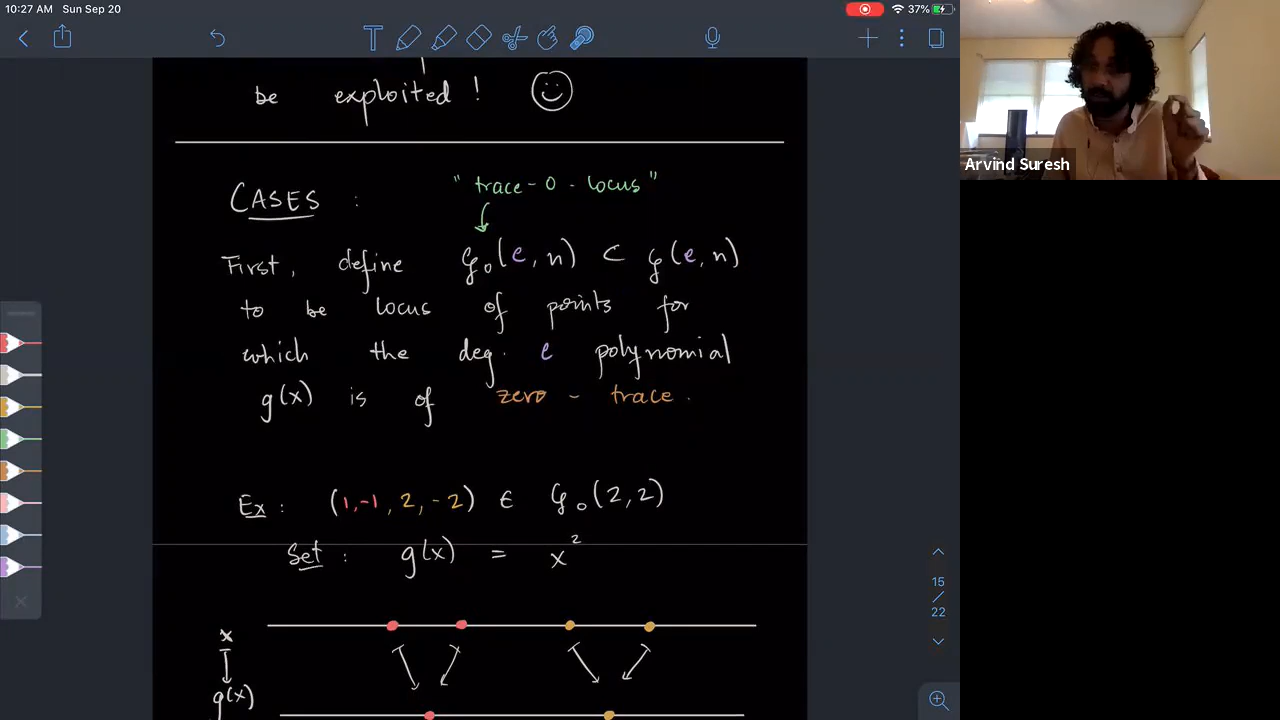 10:27 AM Sun Sep 20
37%
be exploited !
Arvind Suresh
CASES :
" trace - 0 - locus "
First, define 𝒢₀(e, n) ⊂ 𝒢(e, n)
to be locus of points for
which the deg. e polynomial
g(x) is of zero - trace.
Ex : (1, -1, 2, -2) ∈ 𝒢₀(2, 2)
Set : g(x) = x²
15
/
22
x
g(x)